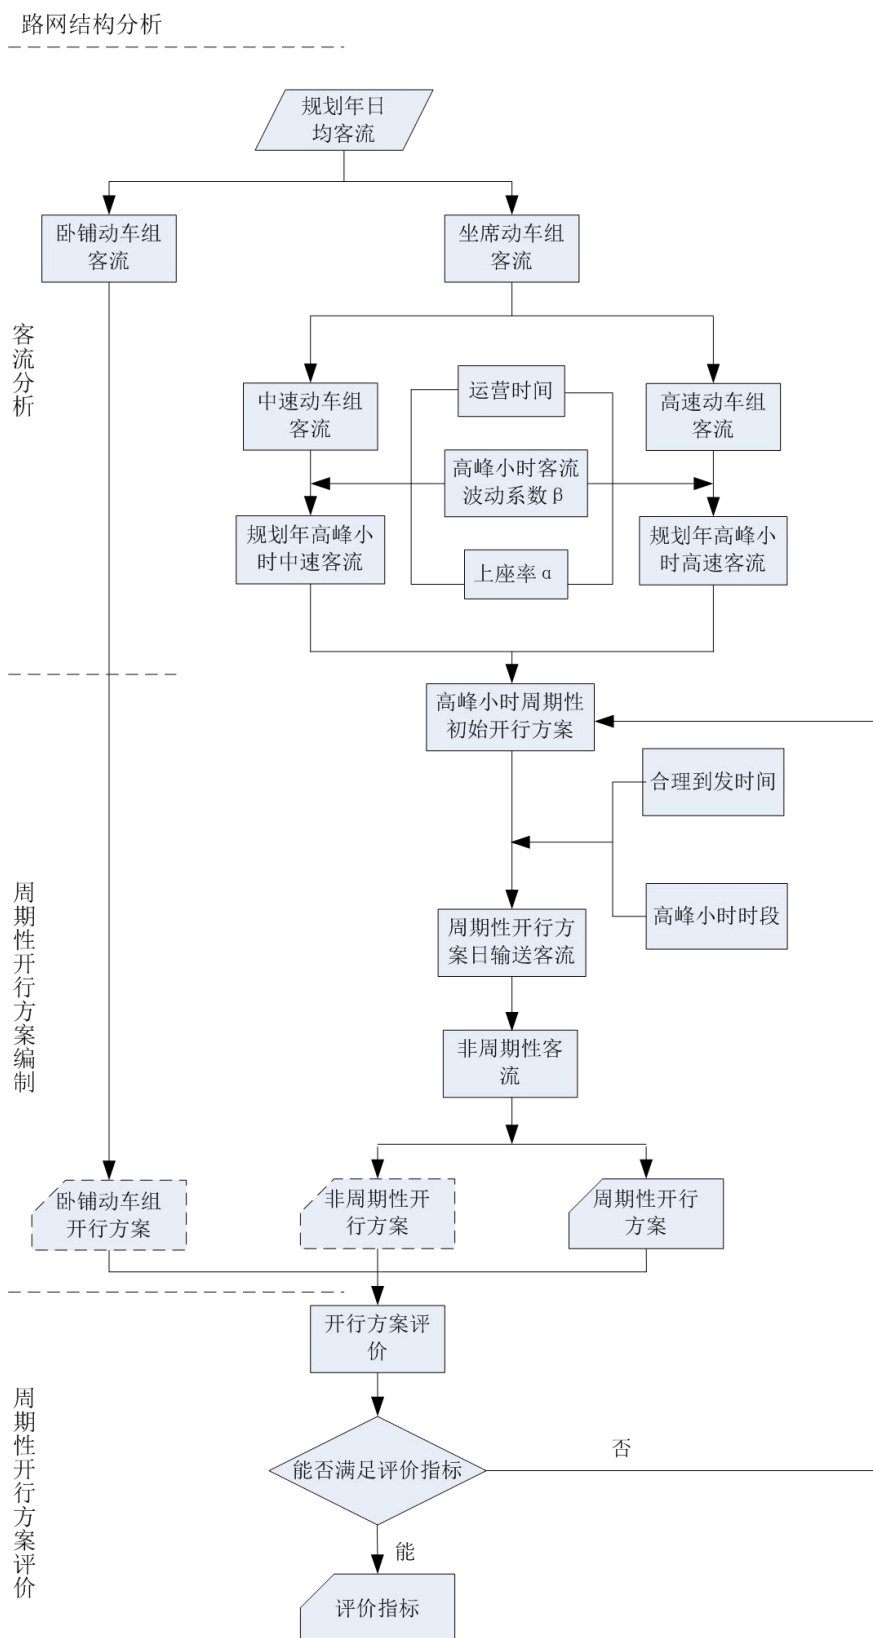 路网结构分析
规划年日
均客流
卧铺动车组
客流
坐席动车组
客流
客流分析
中速动车组
客流
运营时间
高速动车组
客流
高峰小时客流
波动系数β
规划年高峰小
时中速客流
规划年高峰小
时高速客流
上座率α
高峰小时周期性
初始开行方案
合理到发时间
周期性开行方案编制
高峰小时时段
周期性开行方
案日输送客流
非周期性客
流
卧铺动车组
开行方案
非周期性开
行方案
周期性开行
方案
开行方案评
价
周期性开行方案评价
能否满足评价指标
否
能
评价指标